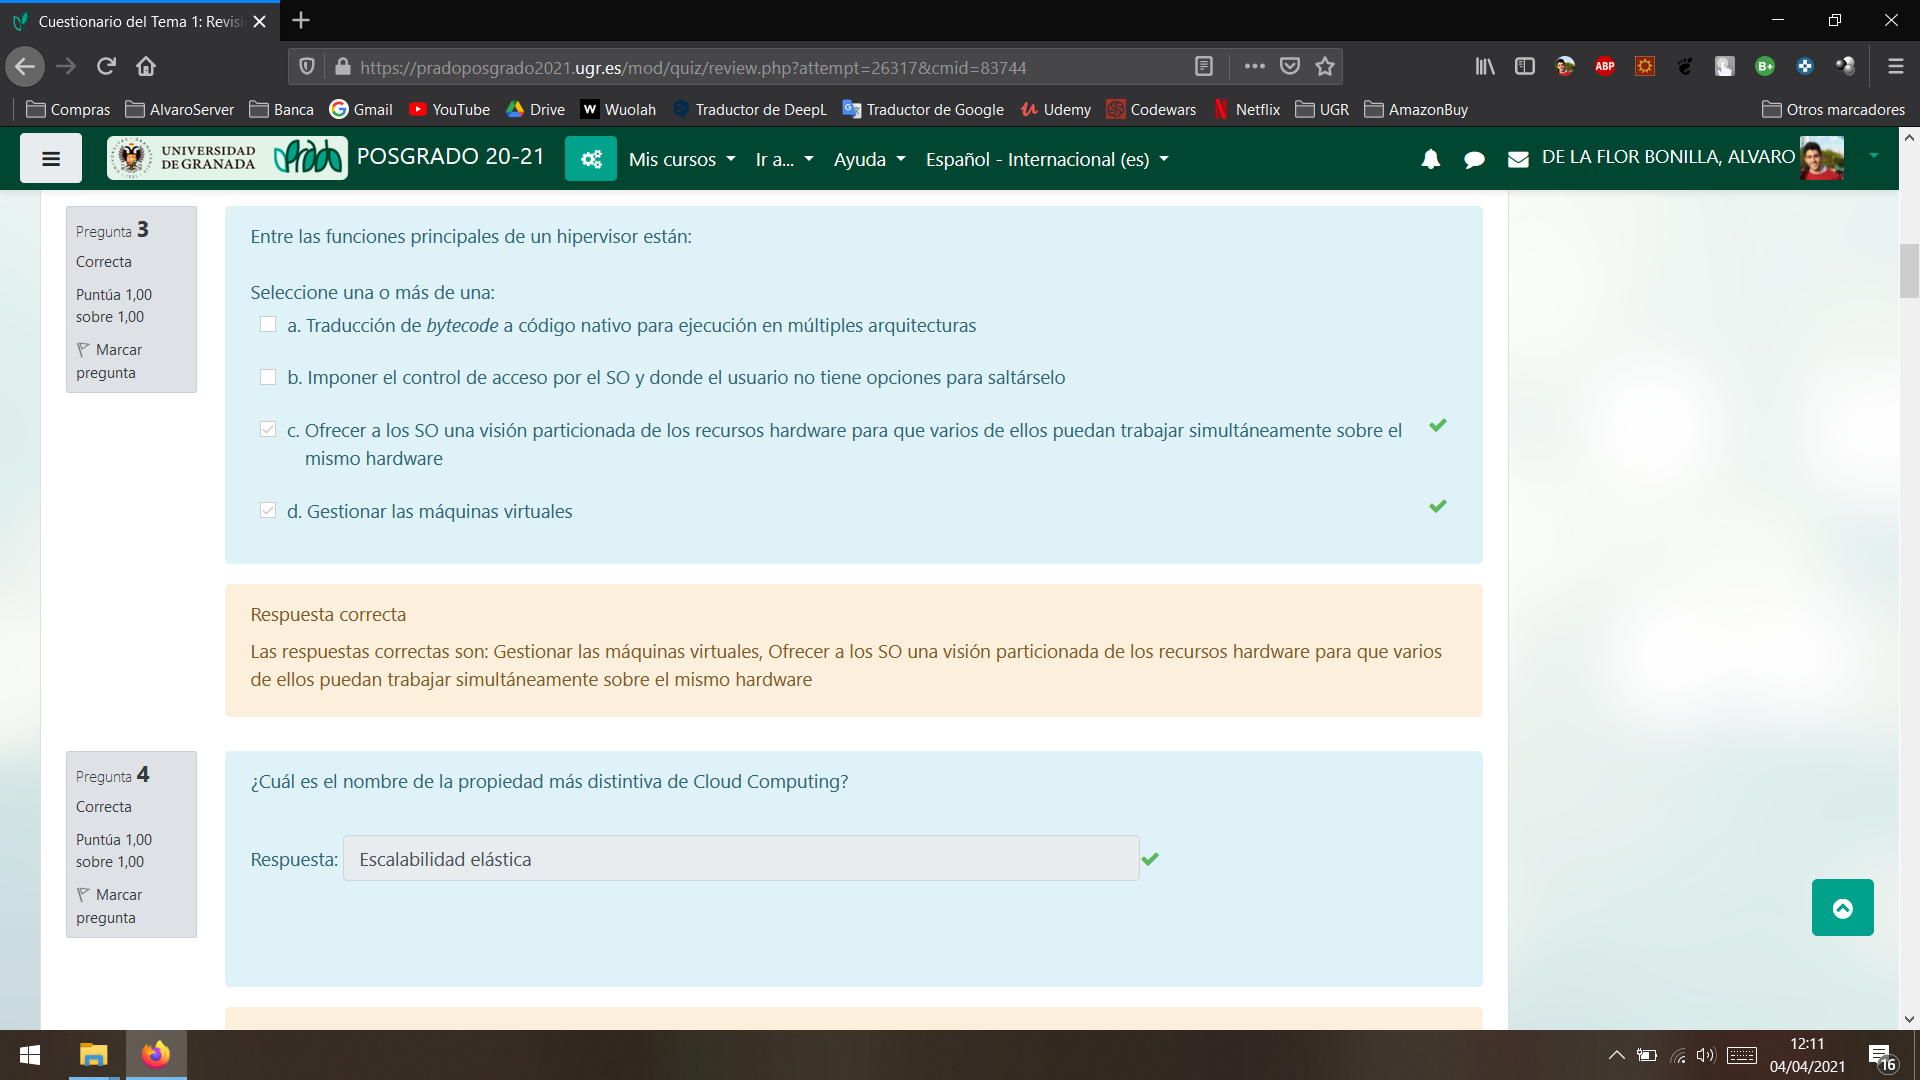 Cuestionario del Tema 1: Revisi
https://pradoposgrado2021.ugr.es/mod/quiz/review.php?attempt=26317&cmid=83744
ABP
B+
Compras AlvaroServer Banca Gmail YouTube Drive Wuolah Traductor de DeepL Traductor de Google Udemy Codewars Netflix UGR AmazonBuy Otros marcadores
UNIVERSIDAD DE GRANADA Prado POSGRADO 20-21 Mis cursos Ir a... Ayuda Español - Internacional (es) DE LA FLOR BONILLA, ALVARO
Pregunta 3
Correcta
Puntúa 1,00
sobre 1,00
Marcar
pregunta
Entre las funciones principales de un hipervisor están:
Seleccione una o más de una:
a. Traducción de bytecode a código nativo para ejecución en múltiples arquitecturas
b. Imponer el control de acceso por el SO y donde el usuario no tiene opciones para saltárselo
c. Ofrecer a los SO una visión particionada de los recursos hardware para que varios de ellos puedan trabajar simultáneamente sobre el
mismo hardware
d. Gestionar las máquinas virtuales
Respuesta correcta
Las respuestas correctas son: Gestionar las máquinas virtuales, Ofrecer a los SO una visión particionada de los recursos hardware para que varios
de ellos puedan trabajar simultáneamente sobre el mismo hardware
Pregunta 4
Correcta
Puntúa 1,00
sobre 1,00
Marcar
pregunta
¿Cuál es el nombre de la propiedad más distintiva de Cloud Computing?
Respuesta: Escalabilidad elástica
12:11
04/04/2021
16